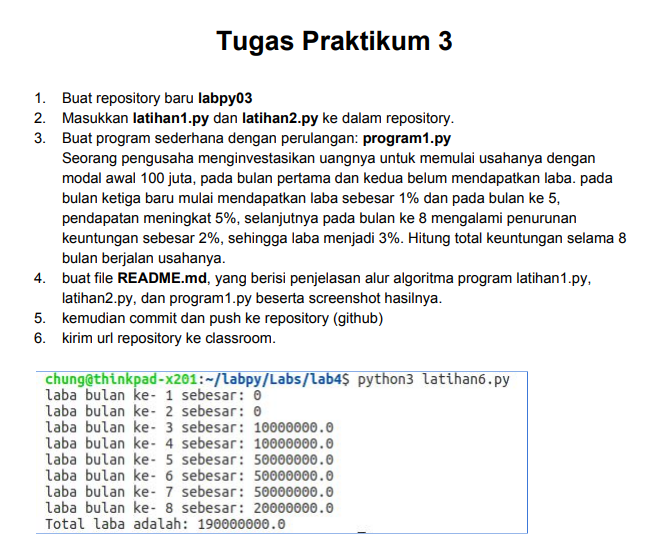 Tugas Praktikum 3
1. Buat repository baru labpy03
2. Masukkan latihan1.py dan latihan2.py ke dalam repository.
3. Buat program sederhana dengan perulangan: program1.py
Seorang pengusaha menginvestasikan uangnya untuk memulai usahanya dengan
modal awal 100 juta, pada bulan pertama dan kedua belum mendapatkan laba. pada
bulan ketiga baru mulai mendapatkan laba sebesar 1% dan pada bulan ke 5,
pendapatan meningkat 5%, selanjutnya pada bulan ke 8 mengalami penurunan
keuntungan sebesar 2%, sehingga laba menjadi 3%. Hitung total keuntungan selama 8
bulan berjalan usahanya.
4. buat file README.md, yang berisi penjelasan alur algoritma program latihan1.py,
latihan2.py, dan program1.py beserta screenshot hasilnya.
5. kemudian commit dan push ke repository (github)
6. kirim url repository ke classroom.
chung@thinkpad-x201:~/labpy/Labs/lab4$ python3 latihan6.py
laba bulan ke- 1 sebesar: 0
laba bulan ke- 2 sebesar: 0
laba bulan ke- 3 sebesar: 10000000.0
laba bulan ke- 4 sebesar: 10000000.0
laba bulan ke- 5 sebesar: 50000000.0
laba bulan ke- 6 sebesar: 50000000.0
laba bulan ke- 7 sebesar: 50000000.0
laba bulan ke- 8 sebesar: 20000000.0
Total laba adalah: 190000000.0